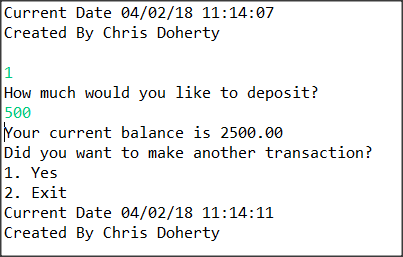 Current Date 04/02/18 11:14:07
Created By Chris Doherty
1
How much would you like to deposit?
500
Your current balance is 2500.00
Did you want to make another transaction?
1. Yes
2. Exit
Current Date 04/02/18 11:14:11
Created By Chris Doherty